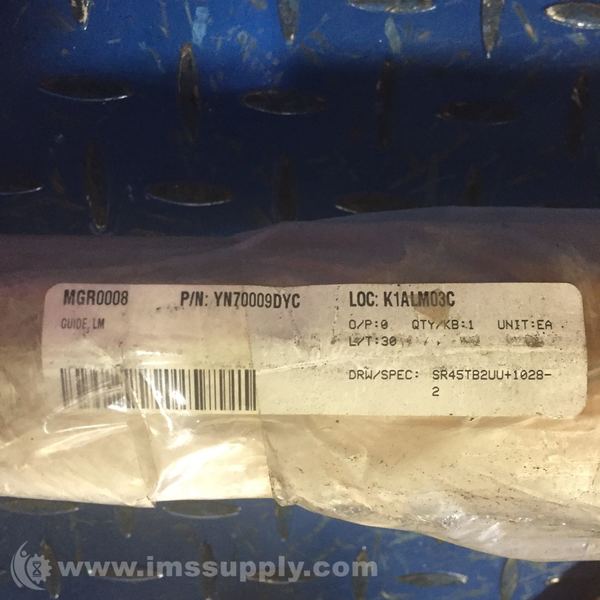 MGR0008 P/N: YN70009DYC LOC: K1ALM03C
GUIDE, LM
O/P:0 QTY/KB:1 UNIT:EA
L/T:30
DRW/SPEC: SR45TB2UU+1028-
2
www.imssupply.com